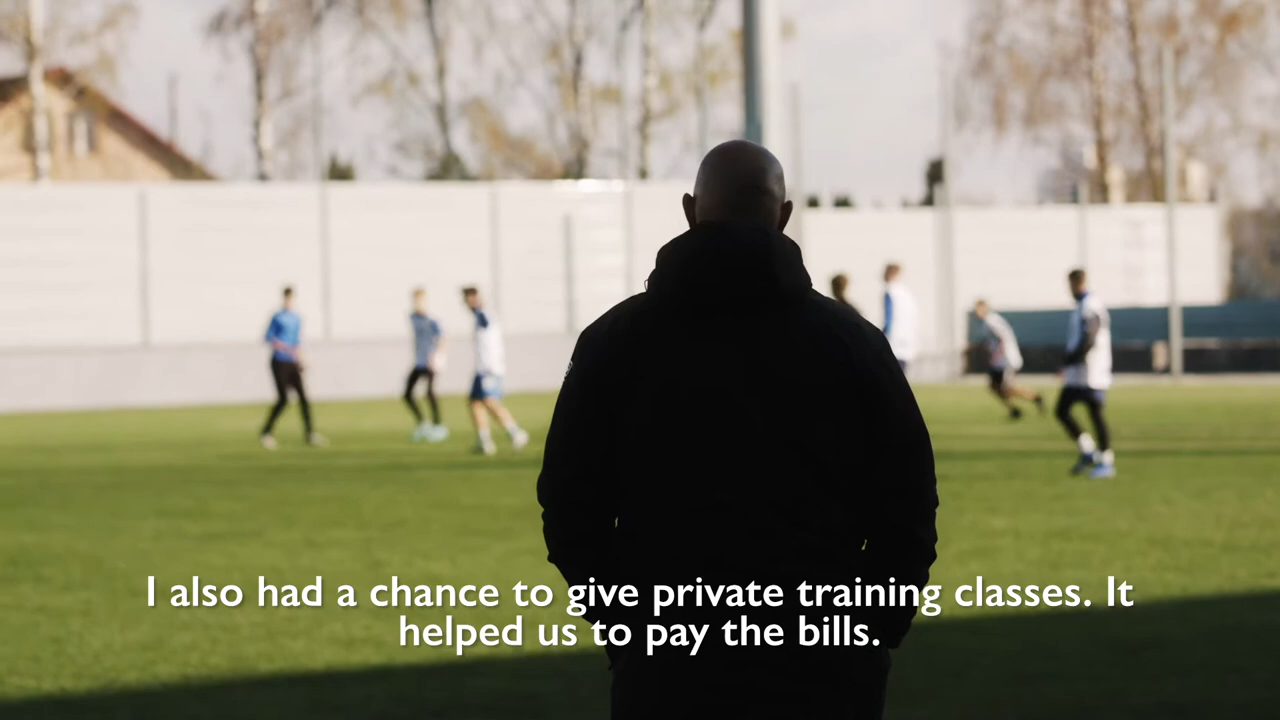 I also had a chance to give private training classes. It
helped us to pay the bills.